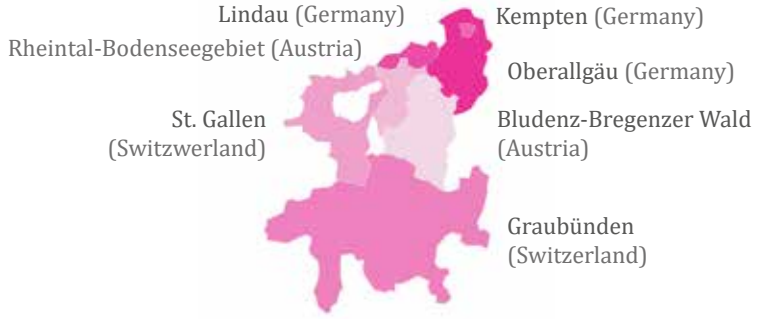 Lindau (Germany)
Kempten (Germany)
Rheintal-Bodenseegebiet (Austria)
Oberallgäu (Germany)
St. Gallen
(Switzwerland)
Bludenz-Bregenzer Wald
(Austria)
Graubünden
(Switzerland)